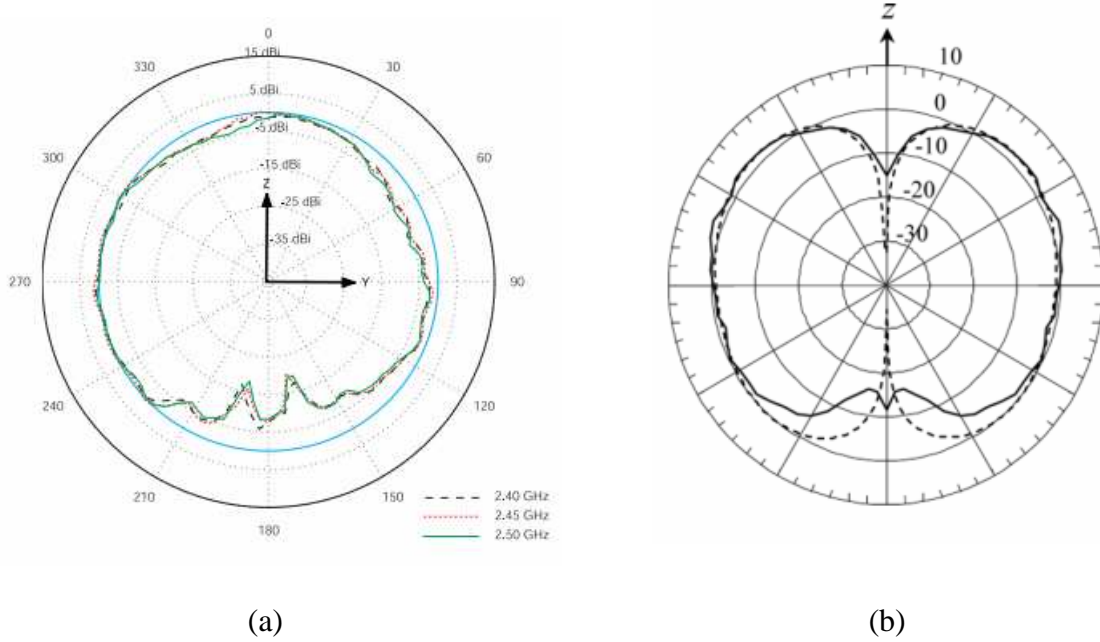 0
15 dBi
330
30
5 dBi
-5 dBi
300
60
-15 dBi
Z
-25 dBi
-35 dBi
270
Y
90
240
120
210
150
180
2.40 GHz
2.45 GHz
2.50 GHz
(a)
z
10
0
-10
-20
-30
(b)